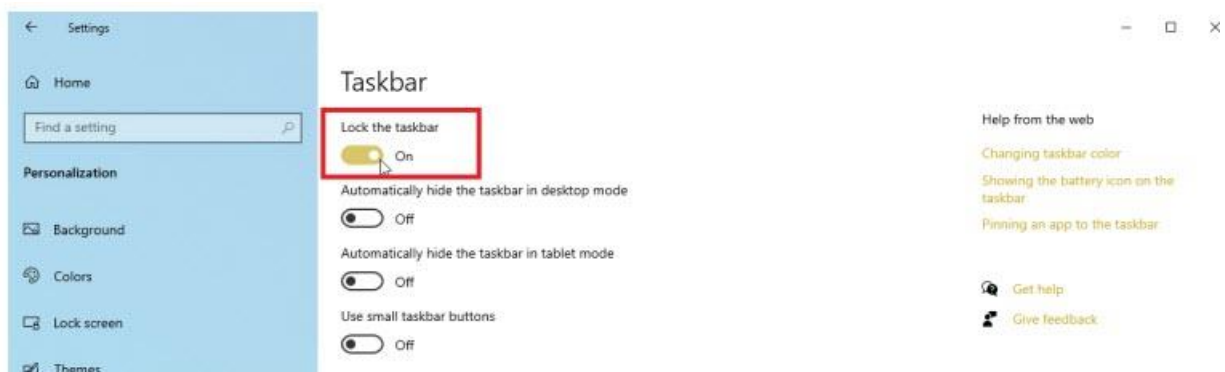 Settings
Home
Find a setting
Personalization
Background
Colors
Lock screen
Themes
Taskbar
Lock the taskbar
On
Automatically hide the taskbar in desktop mode
Off
Automatically hide the taskbar in tablet mode
Off
Use small taskbar buttons
Off
Help from the web
Changing taskbar color
Showing the battery icon on the
taskbar
Pinning an app to the taskbar
Get help
Give feedback